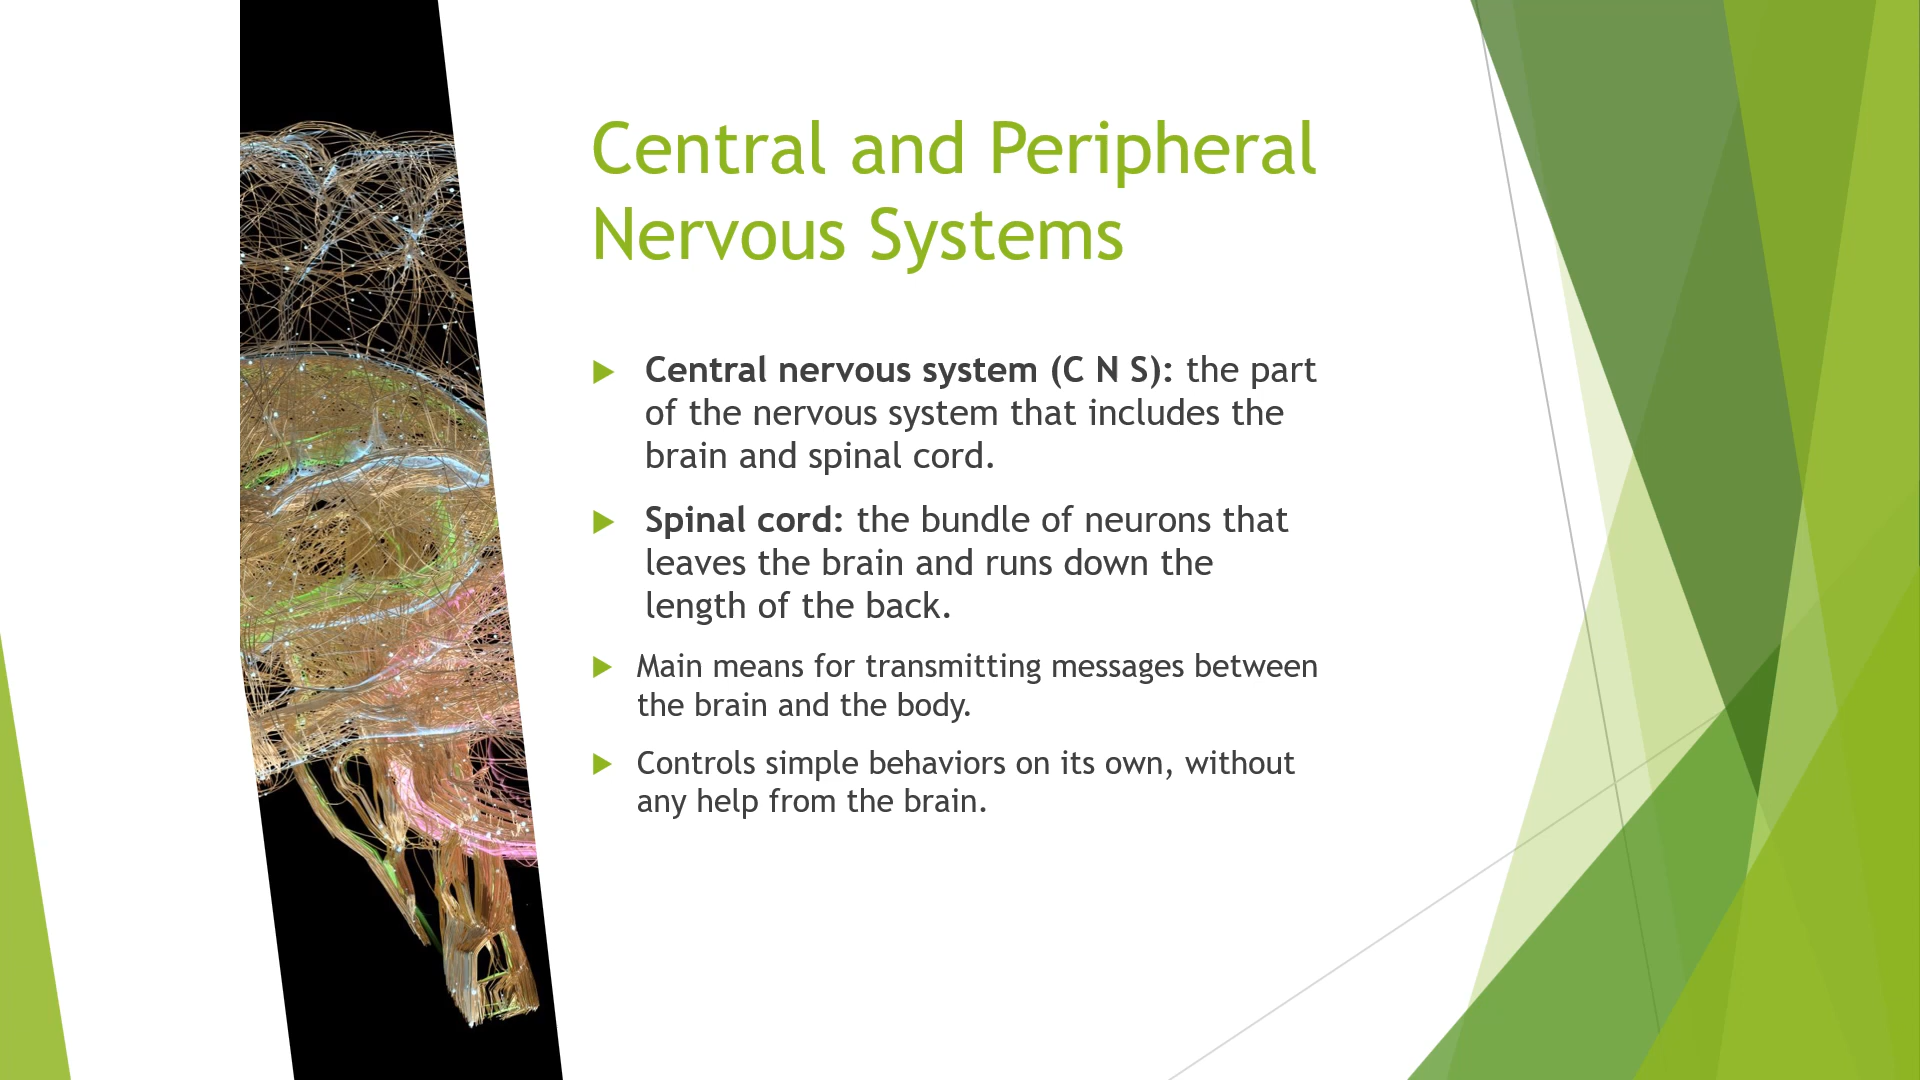 Central and Peripheral
Nervous Systems
Central nervous system (C N S): the part
of the nervous system that includes the
brain and spinal cord.
Spinal cord: the bundle of neurons that
leaves the brain and runs down the
length of the back.
Main means for transmitting messages between
the brain and the body.
Controls simple behaviors on its own, without
any help from the brain.